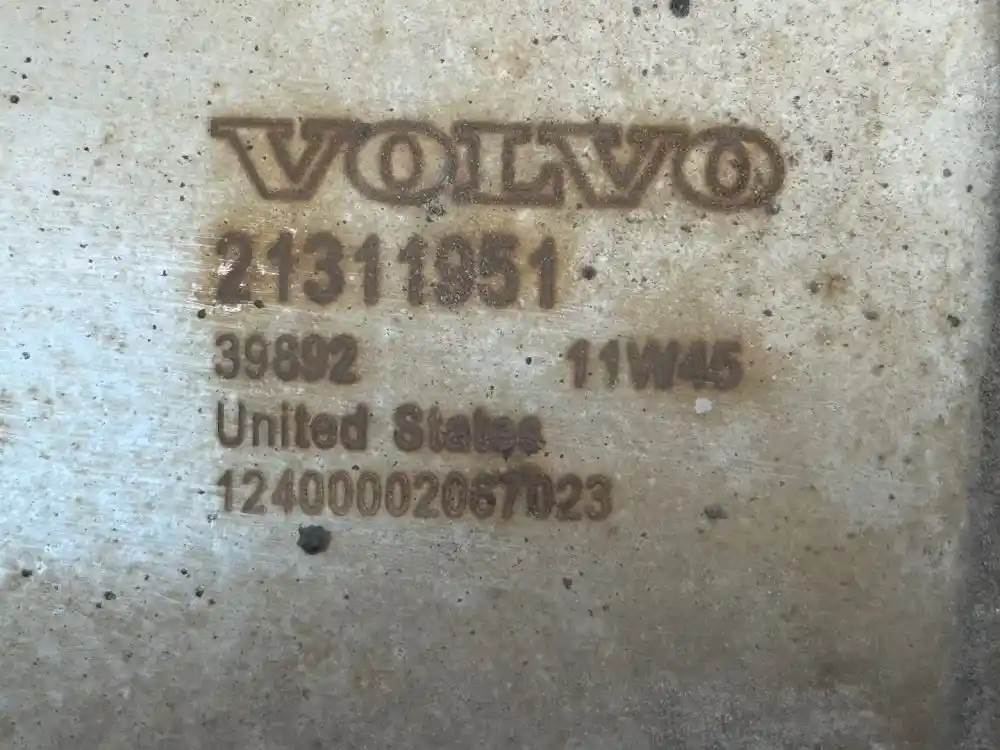 VOLVO
21311951
39892 11W45
United States
12400002067023